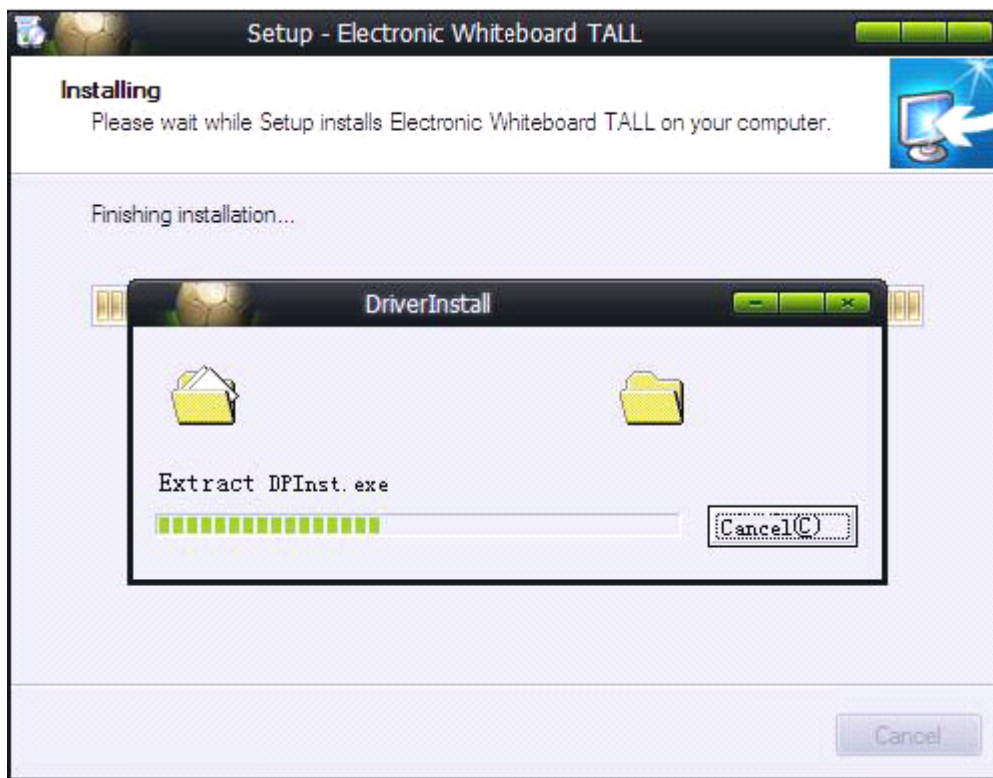 Setup - Electronic Whiteboard TALL
Installing
Please wait while Setup installs Electronic Whiteboard TALL on your computer.
Finishing installation...
DriverInstall
Extract DPInst.exe
Cancel(C)
Cancel